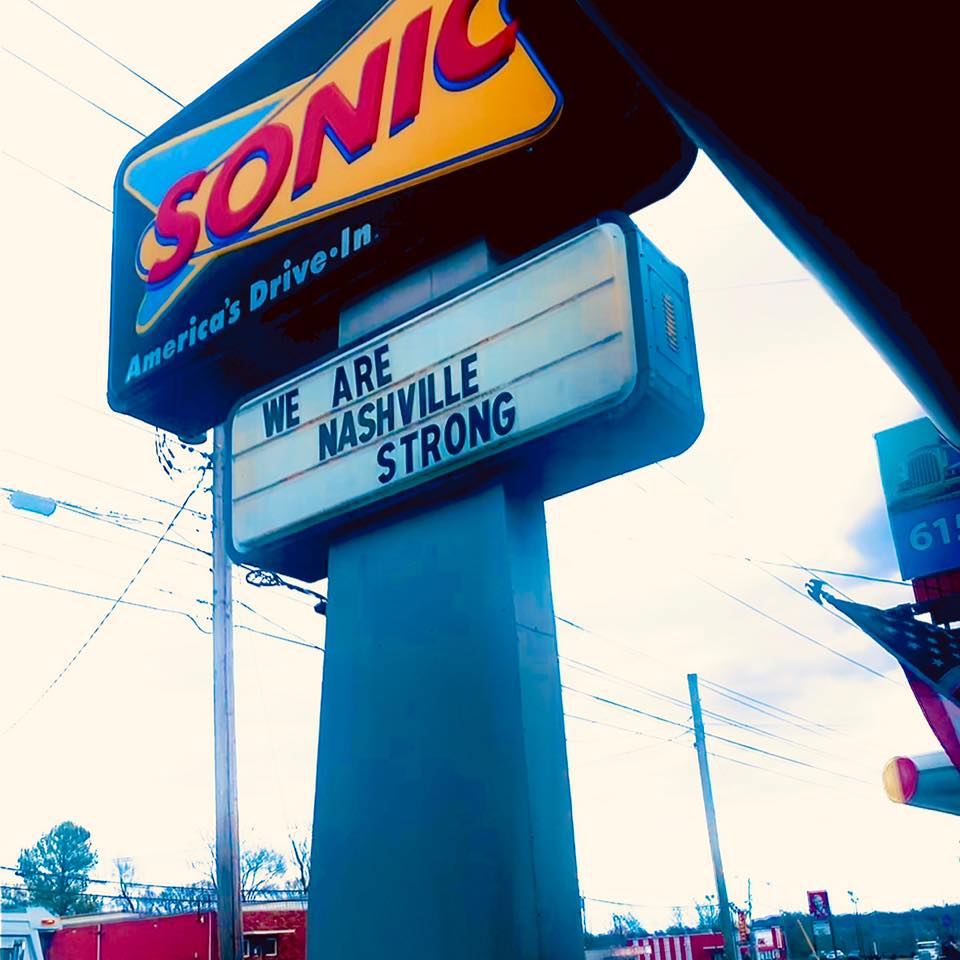 SONIC
America's Drive-In
WE ARE
NASHVILLE
STRONG
615